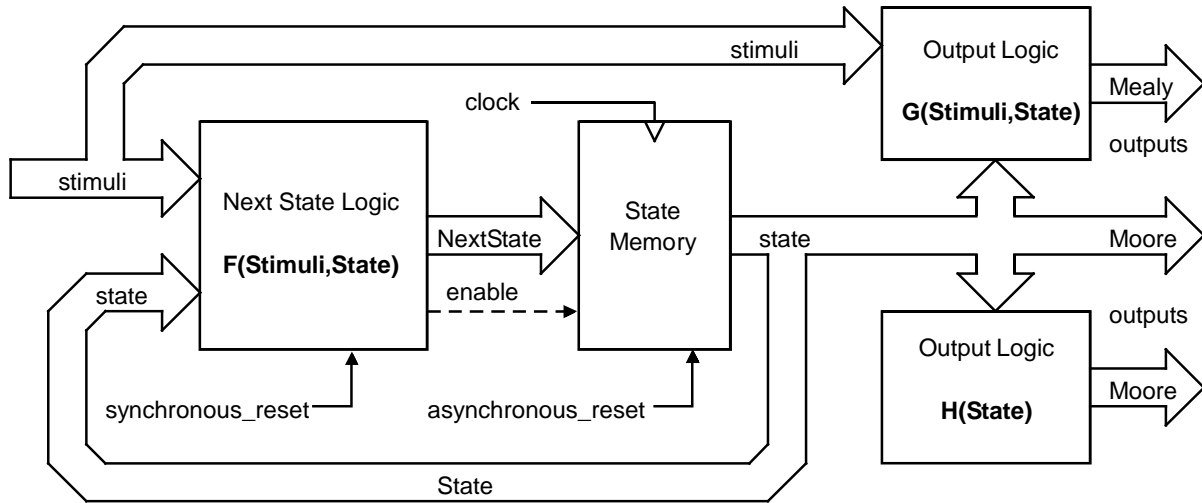 stimuli
Output Logic
G(Stimuli,State)
Mealy
outputs
clock
stimuli
Next State Logic
F(Stimuli,State)
NextState
enable
State
Memory
state
Moore
outputs
state
Output Logic
H(State)
Moore
synchronous_reset
asynchronous_reset
State